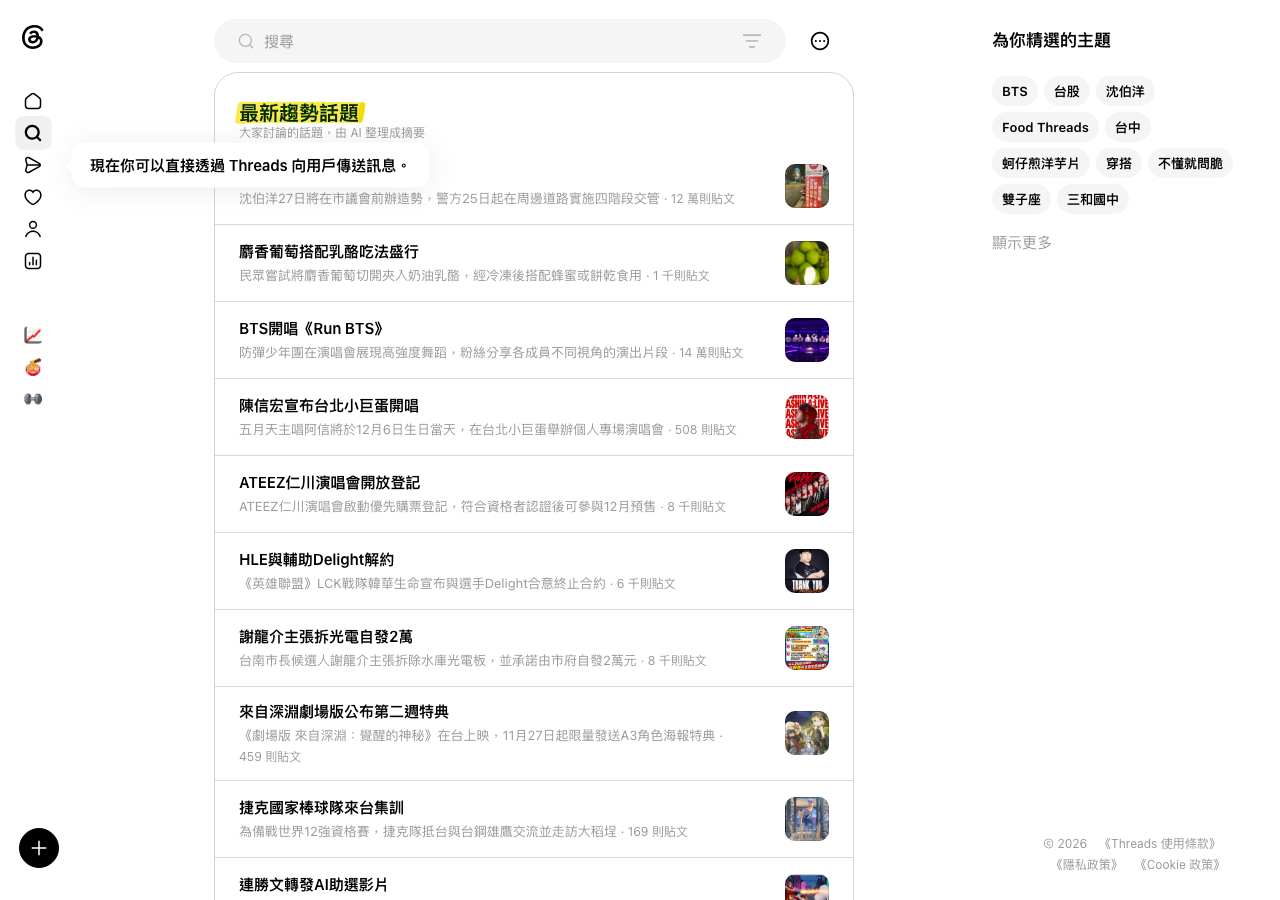 搜尋
最新趨勢話題
大家討論的話題，由 AI 整理成摘要
現在你可以直接透過 Threads 向用戶傳送訊息。
沈伯洋27日將在市議會前辦造勢，警方25日起在周邊道路實施四階段交管 · 12 萬則貼文
麝香葡萄搭配乳酪吃法盛行
民眾嘗試將麝香葡萄切開夾入奶油乳酪，經冷凍後搭配蜂蜜或餅乾食用 · 1 千則貼文
BTS開唱《Run BTS》
防彈少年團在演唱會展現高強度舞蹈，粉絲分享各成員不同視角的演出片段 · 14 萬則貼文
陳信宏宣布台北小巨蛋開唱
五月天主唱阿信將於12月6日生日當天，在台北小巨蛋舉辦個人專場演唱會 · 508 則貼文
ATEEZ仁川演唱會開放登記
ATEEZ仁川演唱會啟動優先購票登記，符合資格者認證後可參與12月預售 · 8 千則貼文
HLE與輔助Delight解約
《英雄聯盟》LCK戰隊韓華生命宣布與選手Delight合意終止合約 · 6 千則貼文
THANK YOU
謝龍介主張拆光電自發2萬
台南市長候選人謝龍介主張拆除水庫光電板，並承諾由市府自發2萬元 · 8 千則貼文
來自深淵劇場版公布第二週特典
《劇場版 來自深淵：覺醒的神秘》在台上映，11月27日起限量發送A3角色海報特典 ·
459 則貼文
捷克國家棒球隊來台集訓
為備戰世界12強資格賽，捷克隊抵台與台鋼雄鷹交流並走訪大稻埕 · 169 則貼文
連勝文轉發AI助選影片
為你精選的主題
BTS 台股 沈伯洋
Food Threads 台中
蚵仔煎洋芋片 穿搭 不懂就問脆
雙子座 三和國中
顯示更多
© 2026 《Threads 使用條款》
《隱私政策》 《Cookie 政策》